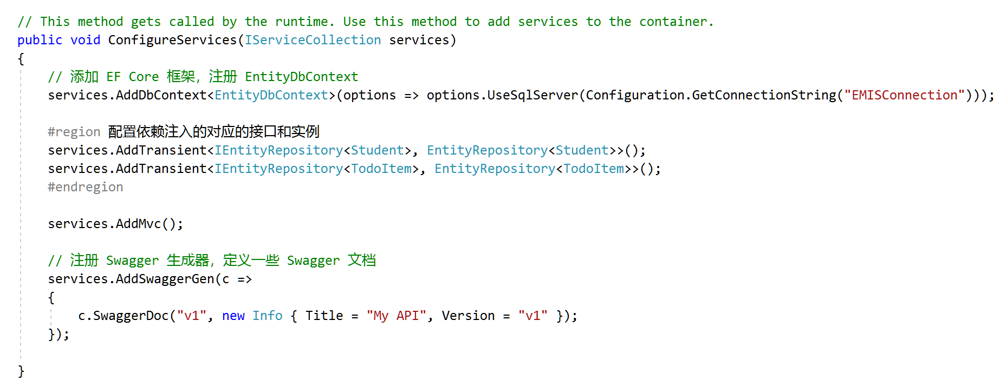 // This method gets called by the runtime. Use this method to add services to the container.
public void ConfigureServices(IServiceCollection services)
{
// 添加 EF Core 框架，注册 EntityDbContext
services.AddDbContext<EntityDbContext>(options => options.UseSqlServer(Configuration.GetConnectionString("EMISConnection")));
#region 配置依赖注入的对应的接口和实例
services.AddTransient<IEntityRepository<Student>, EntityRepository<Student>>();
services.AddTransient<IEntityRepository<TodoItem>, EntityRepository<TodoItem>>();
#endregion
services.AddMvc();
// 注册 Swagger 生成器，定义一些 Swagger 文档
services.AddSwaggerGen(c =>
{
c.SwaggerDoc("v1", new Info { Title = "My API", Version = "v1" });
});
}